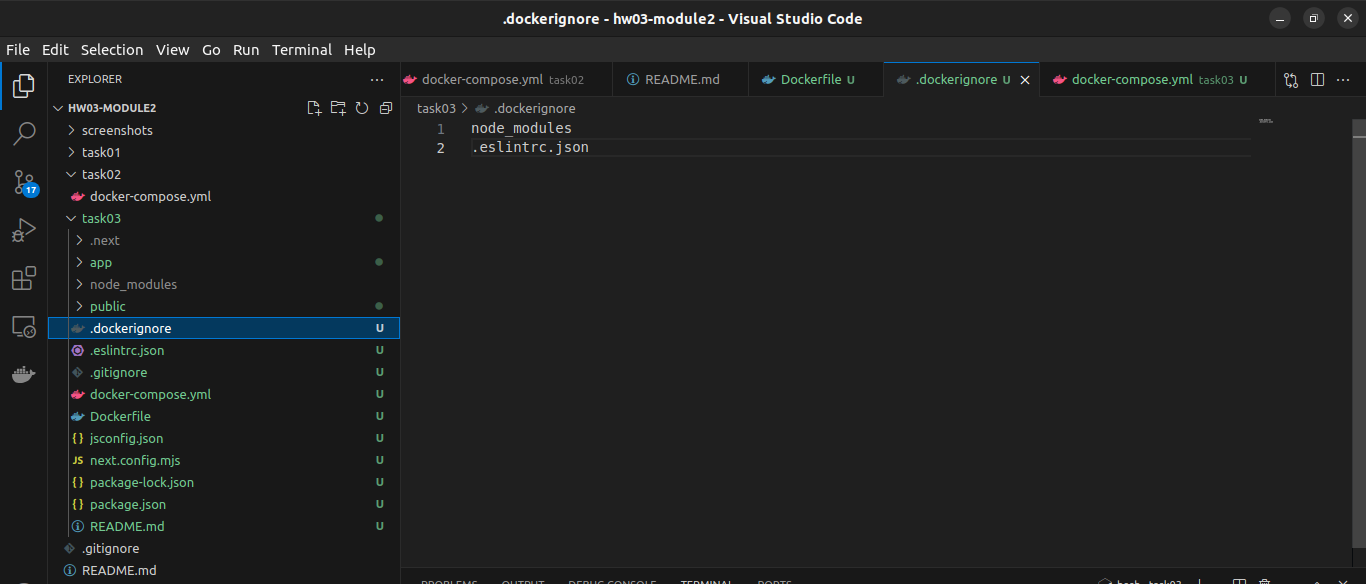 .dockerignore - hw03-module2 - Visual Studio Code
File Edit Selection View Go Run Terminal Help
EXPLORER
HW03-MODULE2
screenshots
task01
task02
docker-compose.yml
task03
.next
app
node_modules
public
.dockerignore U
.eslintrc.json U
.gitignore U
docker-compose.yml U
Dockerfile U
{} jsconfig.json U
JS next.config.mjs U
{} package-lock.json U
{} package.json U
README.md U
.gitignore
README.md
17
docker-compose.yml task02
README.md
Dockerfile U
.dockerignore U
docker-compose.yml task03 U
task03 > .dockerignore
1 node_modules
2 .eslintrc.json
PROBLEMS OUTPUT DEBUG CONSOLE TERMINAL PORTS
bash - task03